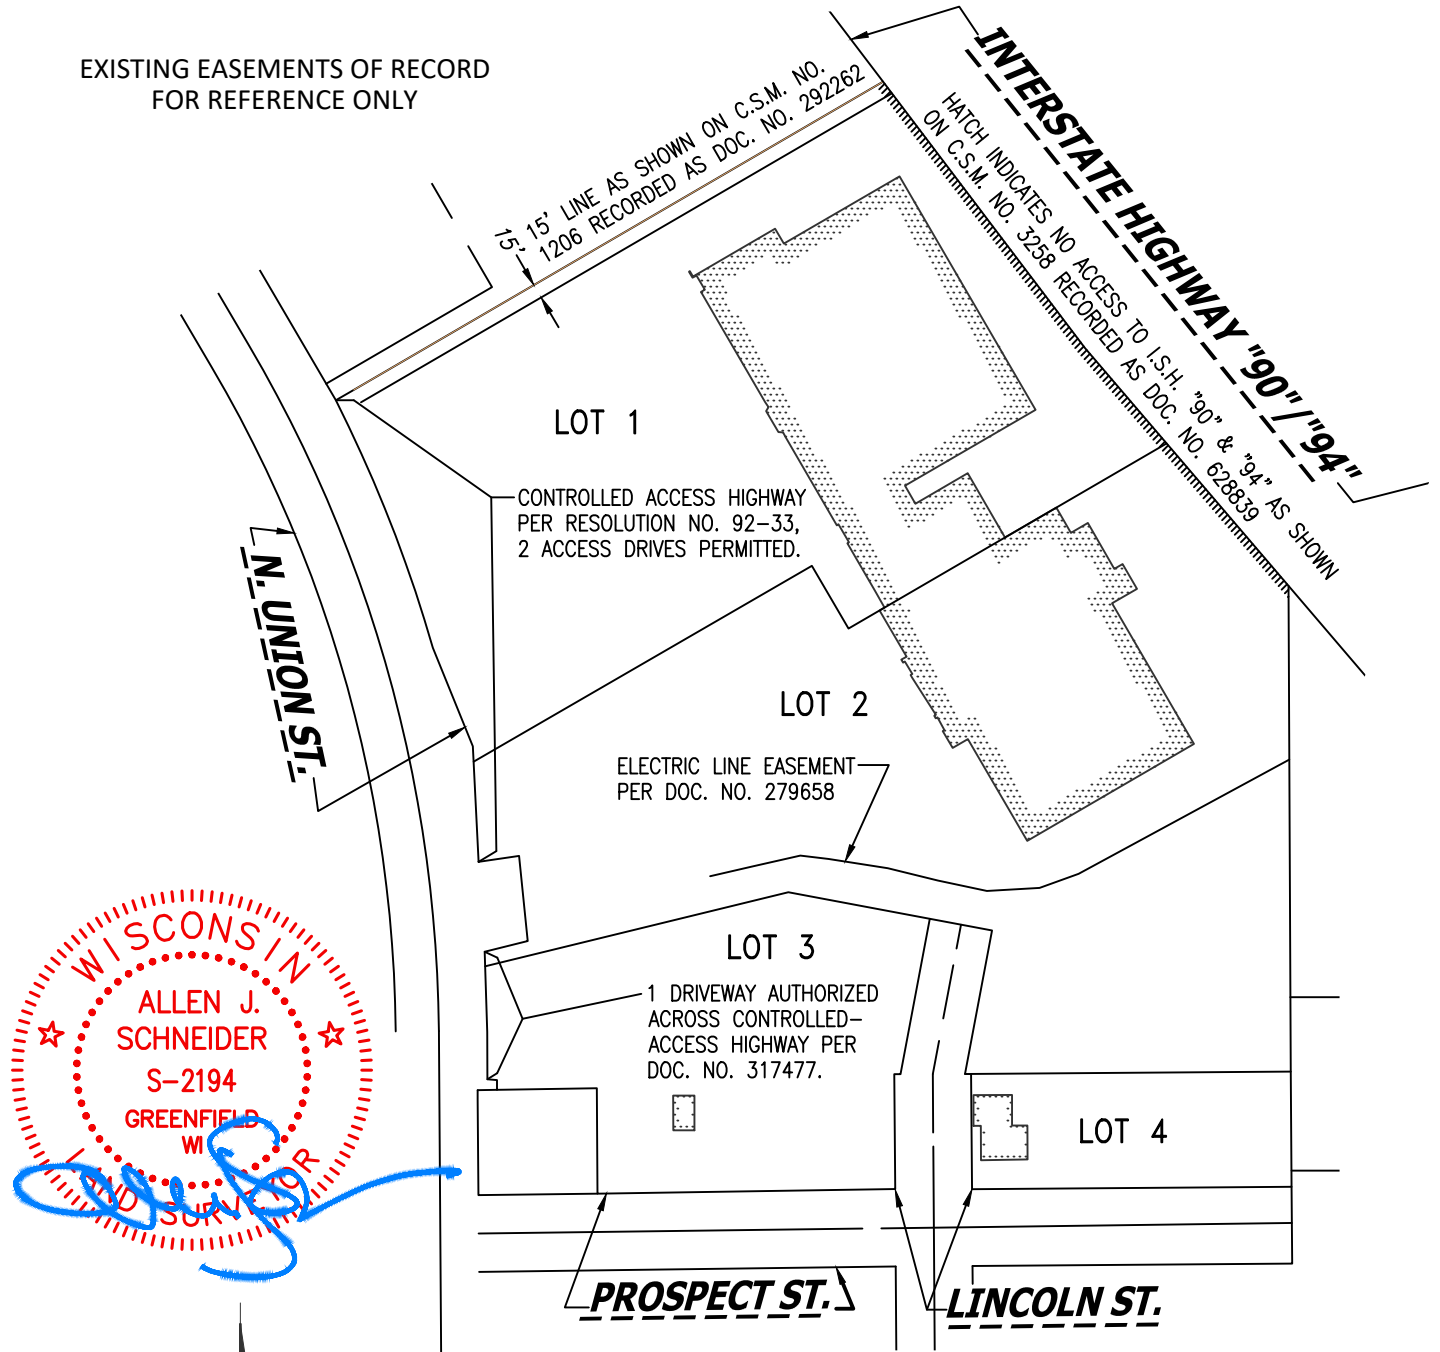 EXISTING EASEMENTS OF RECORD
FOR REFERENCE ONLY
15' LINE AS SHOWN ON C.S.M. NO.
1206 RECORDED AS DOC. NO. 292262
15'
INTERSTATE HIGHWAY "90"/"94"
HATCH INDICATES NO ACCESS TO I.S.H. "90" & "94" AS SHOWN
ON C.S.M. NO. 3258 RECORDED AS DOC. NO. 628839
LOT 1
CONTROLLED ACCESS HIGHWAY
PER RESOLUTION NO. 92-33,
2 ACCESS DRIVES PERMITTED.
N. UNION ST.
LOT 2
ELECTRIC LINE EASEMENT
PER DOC. NO. 279658
LOT 3
1 DRIVEWAY AUTHORIZED
ACROSS CONTROLLED-
ACCESS HIGHWAY PER
DOC. NO. 317477.
LOT 4
WISCONSIN
ALLEN J.
SCHNEIDER
S-2194
GREENFIELD
WI
LAND SURVEYOR
PROSPECT ST.
LINCOLN ST.